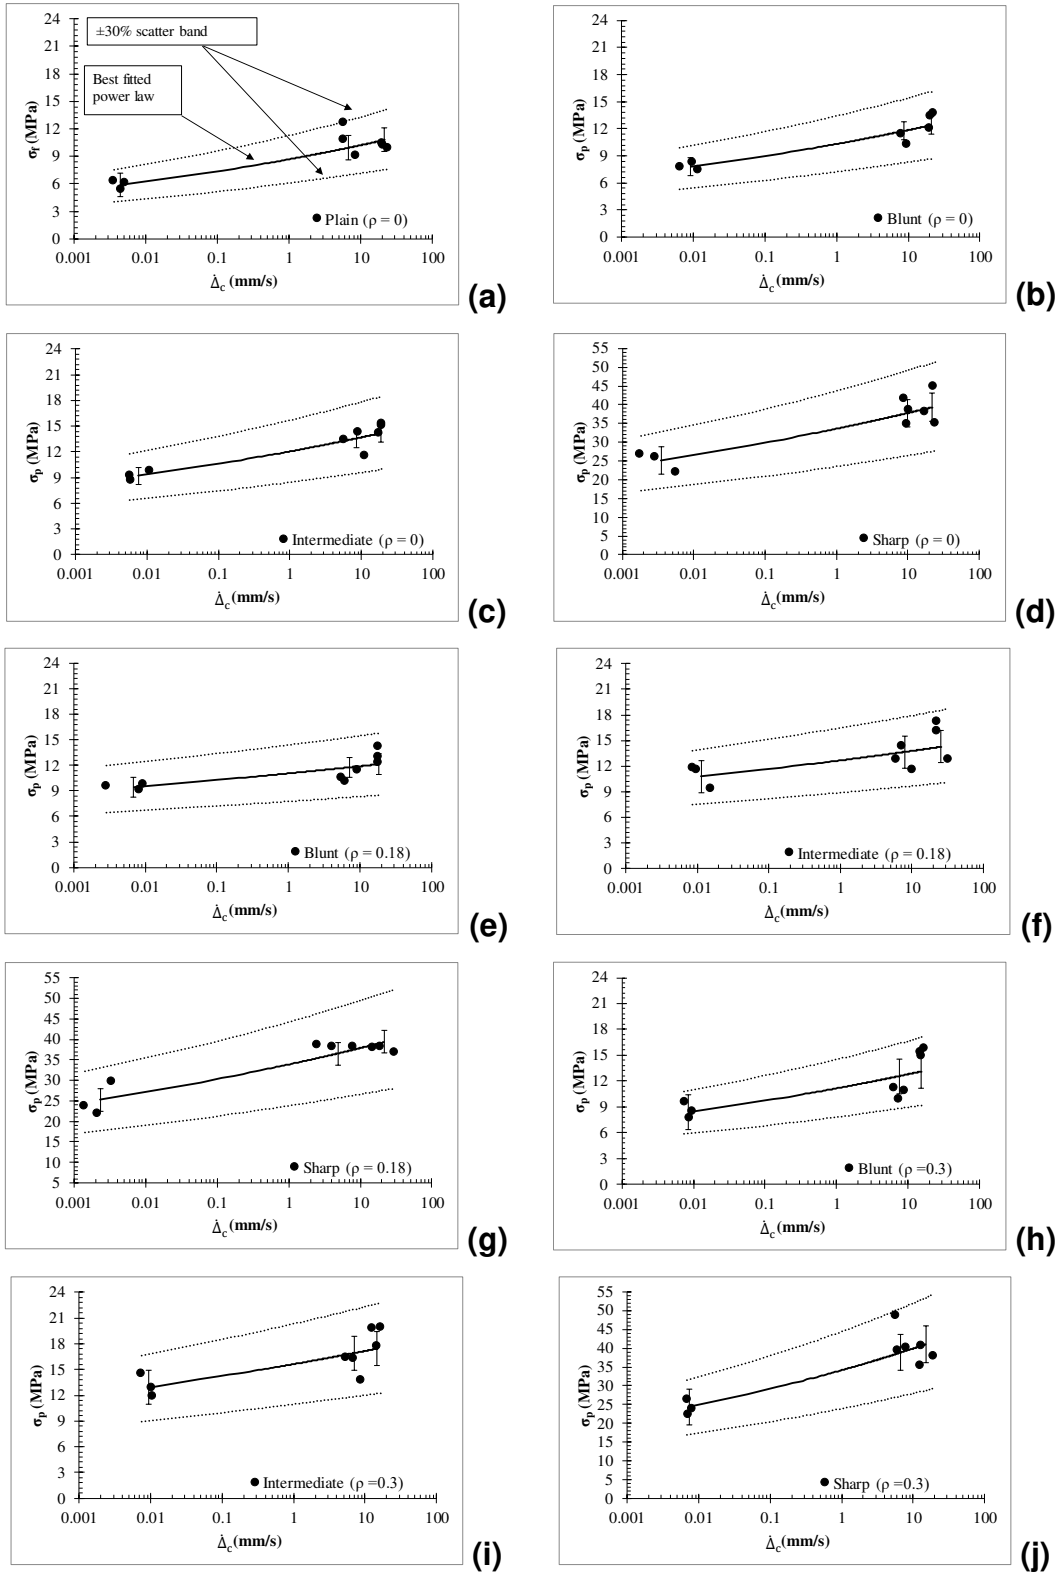 24
21
18
15
12
9
6
3
0
σf (MPa)
±30% scatter band
Best fitted
power law
Plain (ρ = 0)
0.001 0.01 0.1 1 10 100
Δ̇c (mm/s)
(a)
24
21
18
15
12
9
6
3
0
σp (MPa)
Blunt (ρ = 0)
0.001 0.01 0.1 1 10 100
Δ̇c (mm/s)
(b)
24
21
18
15
12
9
6
3
0
σp (MPa)
Intermediate (ρ = 0)
0.001 0.01 0.1 1 10 100
Δ̇c (mm/s)
(c)
55
50
45
40
35
30
25
20
15
10
5
0
σp (MPa)
Sharp (ρ = 0)
0.001 0.01 0.1 1 10 100
Δ̇c (mm/s)
(d)
24
21
18
15
12
9
6
3
0
σp (MPa)
Blunt (ρ = 0.18)
0.001 0.01 0.1 1 10 100
Δ̇c (mm/s)
(e)
24
21
18
15
12
9
6
3
0
σp (MPa)
Intermediate (ρ = 0.18)
0.001 0.01 0.1 1 10 100
Δ̇c (mm/s)
(f)
55
50
45
40
35
30
25
20
15
10
5
σp (MPa)
Sharp (ρ = 0.18)
0.001 0.01 0.1 1 10 100
Δ̇c (mm/s)
(g)
24
21
18
15
12
9
6
3
0
σp (MPa)
Blunt (ρ =0.3)
0.001 0.01 0.1 1 10 100
Δ̇c (mm/s)
(h)
24
21
18
15
12
9
6
3
0
σp (MPa)
Intermediate (ρ =0.3)
0.001 0.01 0.1 1 10 100
Δ̇c (mm/s)
(i)
55
50
45
40
35
30
25
20
15
10
5
0
σp (MPa)
Sharp (ρ =0.3)
0.001 0.01 0.1 1 10 100
Δ̇c (mm/s)
(j)